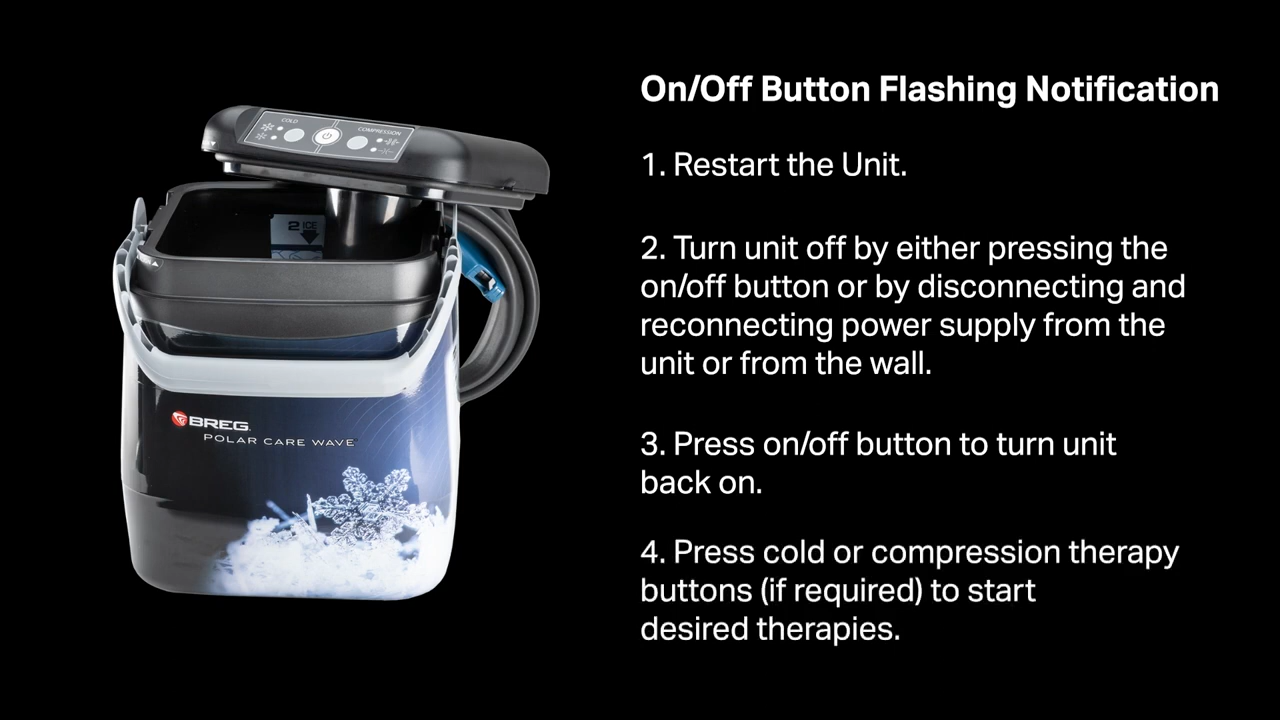 On/Off Button Flashing Notification
1. Restart the Unit.
2. Turn unit off by either pressing the
on/off button or by disconnecting and
reconnecting power supply from the
unit or from the wall.
3. Press on/off button to turn unit
back on.
4. Press cold or compression therapy
buttons (if required) to start
desired therapies.
COLD
COMPRESSION
2 ICE
BREG
POLAR CARE WAVE